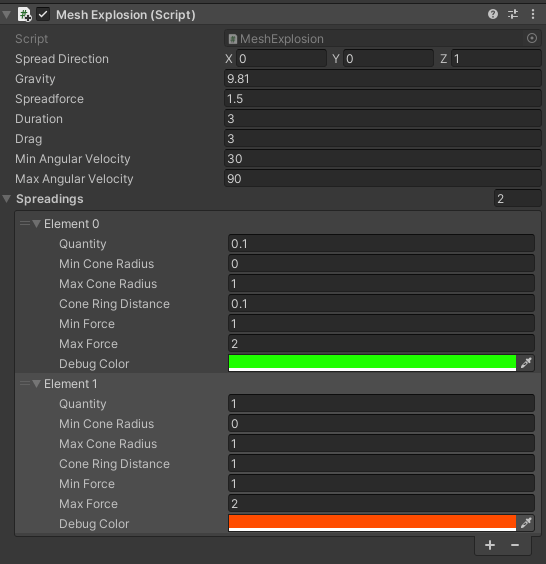 Mesh Explosion (Script)
Script MeshExplosion
Spread Direction X 0 Y 0 Z 1
Gravity 9.81
Spreadforce 1.5
Duration 3
Drag 3
Min Angular Velocity 30
Max Angular Velocity 90
Spreadings 2
Element 0
Quantity 0.1
Min Cone Radius 0
Max Cone Radius 1
Cone Ring Distance 0.1
Min Force 1
Max Force 2
Debug Color
Element 1
Quantity 1
Min Cone Radius 0
Max Cone Radius 1
Cone Ring Distance 1
Min Force 1
Max Force 2
Debug Color